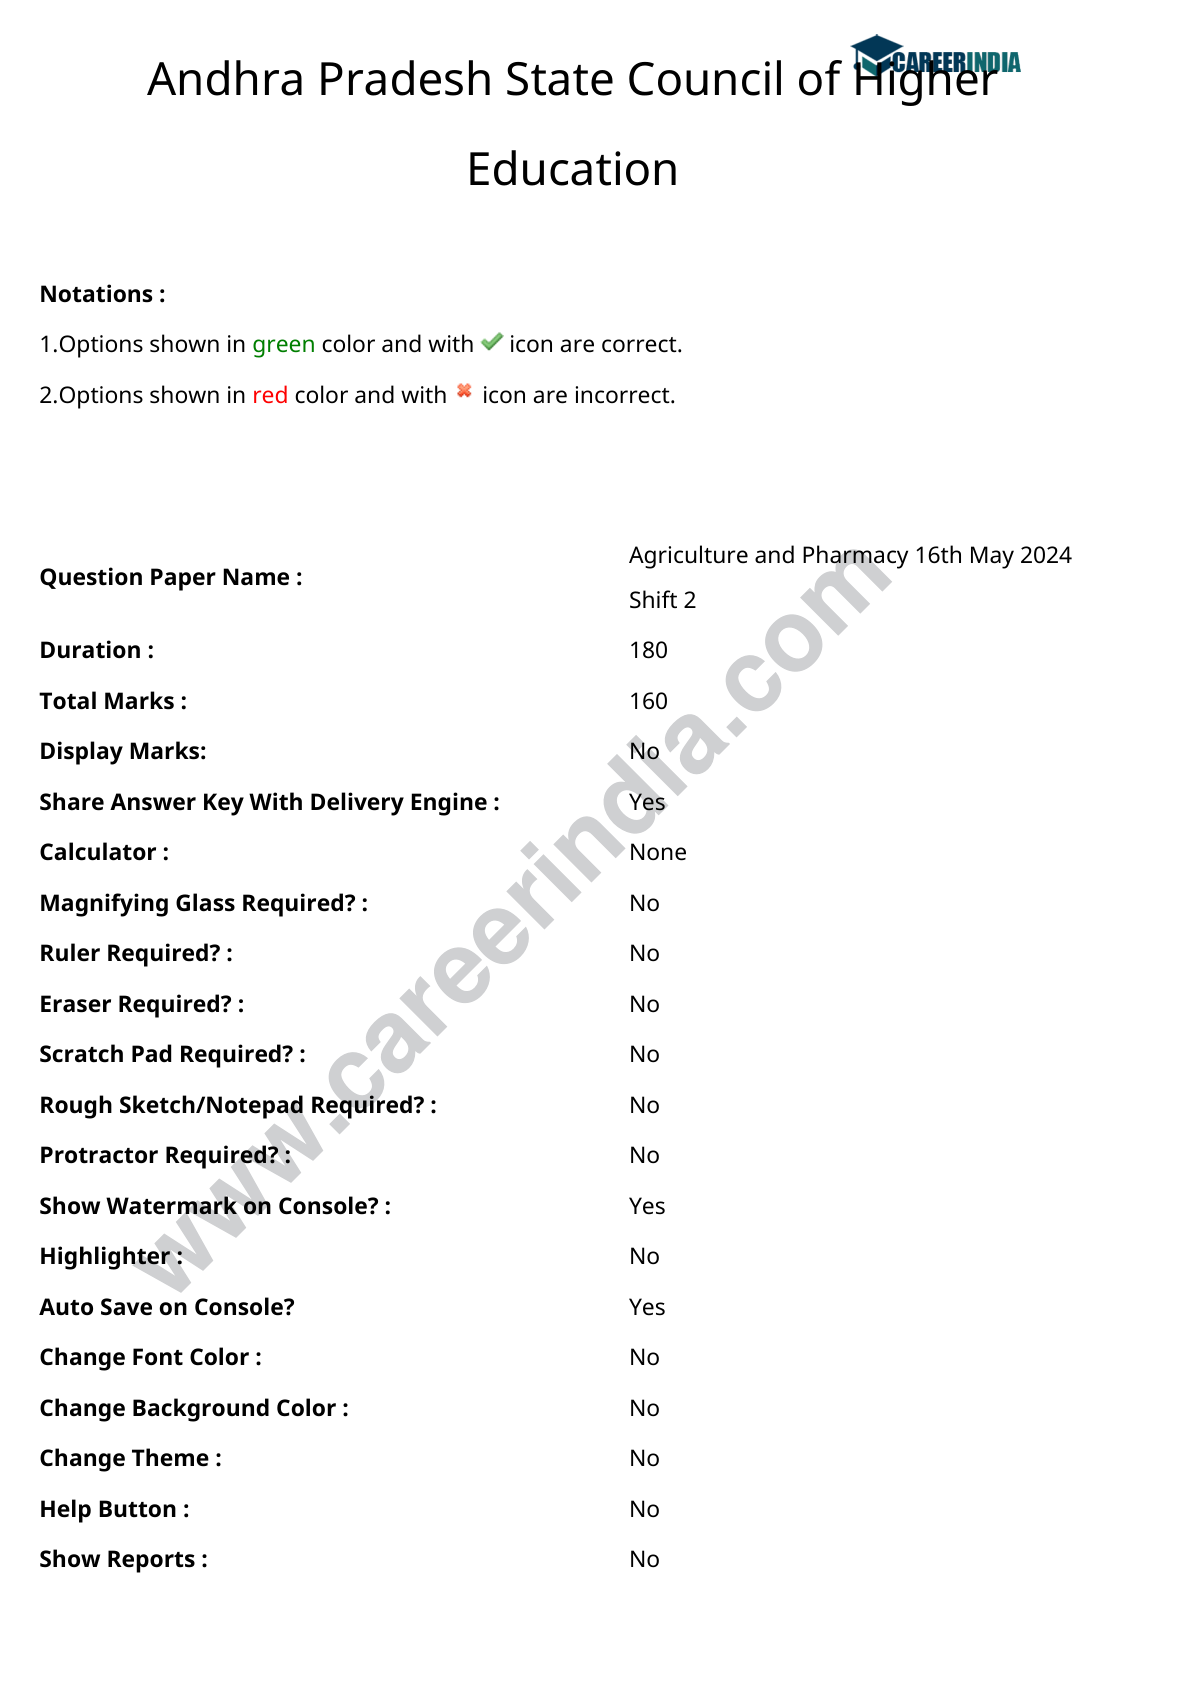 CAREERINDIA
Andhra Pradesh State Council of Higher
Education
Notations :
1.Options shown in green color and with icon are correct.
2.Options shown in red color and with icon are incorrect.
Question Paper Name : Agriculture and Pharmacy 16th May 2024
Shift 2
Duration : 180
Total Marks : 160
Display Marks: No
Share Answer Key With Delivery Engine : Yes
Calculator : None
Magnifying Glass Required? : No
Ruler Required? : No
Eraser Required? : No
Scratch Pad Required? : No
Rough Sketch/Notepad Required? : No
Protractor Required? : No
Show Watermark on Console? : Yes
Highlighter : No
Auto Save on Console? Yes
Change Font Color : No
Change Background Color : No
Change Theme : No
Help Button : No
Show Reports : No
www.careerindia.com